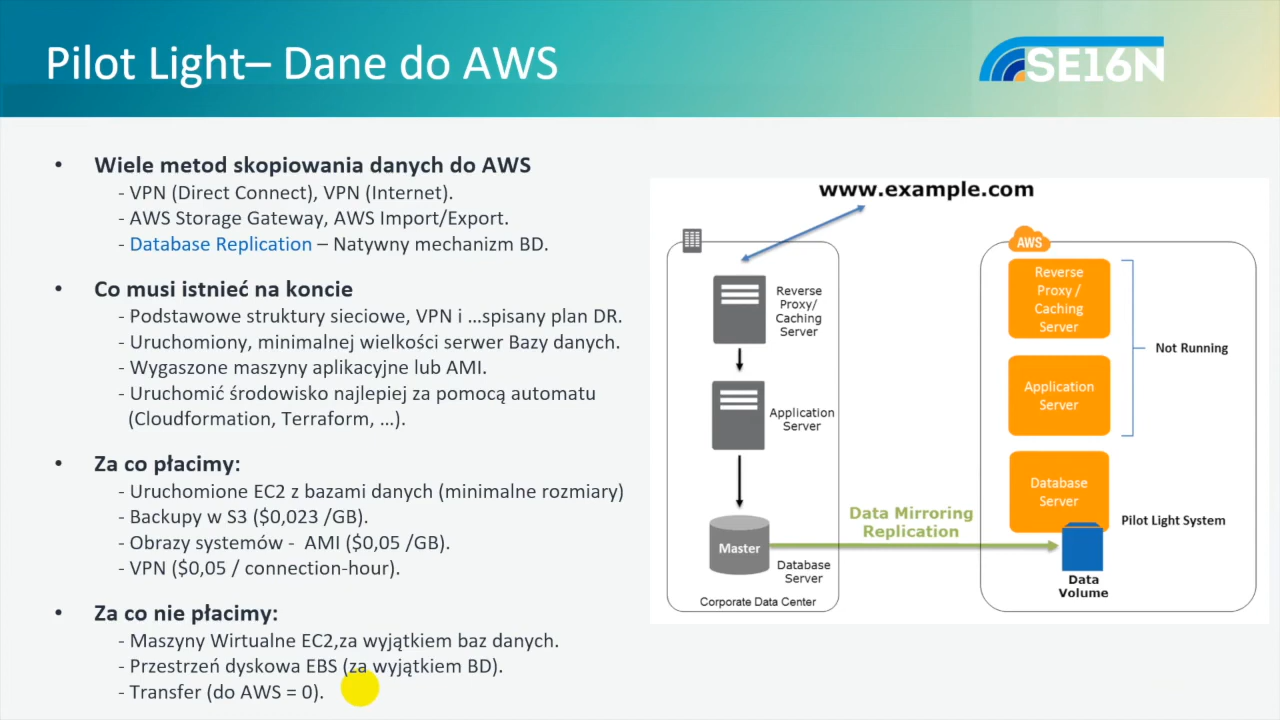 Pilot Light– Dane do AWS
SE16N
• Wiele metod skopiowania danych do AWS
- VPN (Direct Connect), VPN (Internet).
- AWS Storage Gateway, AWS Import/Export.
- Database Replication – Natywny mechanizm BD.
• Co musi istnieć na koncie
- Podstawowe struktury sieciowe, VPN i …spisany plan DR.
- Uruchomiony, minimalnej wielkości serwer Bazy danych.
- Wygaszone maszyny aplikacyjne lub AMI.
- Uruchomić środowisko najlepiej za pomocą automatu
(Cloudformation, Terraform, …).
• Za co płacimy:
- Uruchomione EC2 z bazami danych (minimalne rozmiary)
- Backupy w S3 ($0,023 /GB).
- Obrazy systemów - AMI ($0,05 /GB).
- VPN ($0,05 / connection-hour).
• Za co nie płacimy:
- Maszyny Wirtualne EC2,za wyjątkiem baz danych.
- Przestrzeń dyskowa EBS (za wyjątkiem BD).
- Transfer (do AWS = 0).
www.example.com
Reverse
Proxy/
Caching
Server
Application
Server
Master
Database
Server
Corporate Data Center
Data Mirroring
Replication
AWS
Reverse
Proxy /
Caching
Server
Application
Server
Not Running
Database
Server
Pilot Light System
Data
Volume